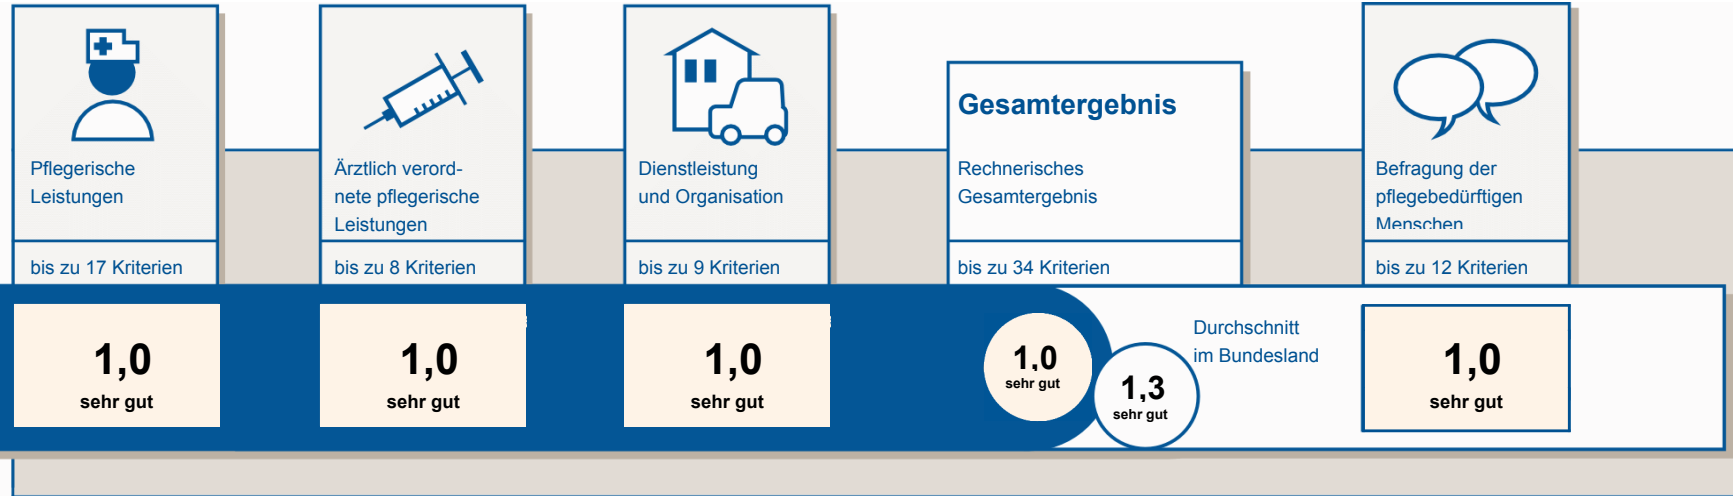 Pflegerische
Leistungen
bis zu 17 Kriterien
1,0
sehr gut
Ärztlich verord-
nete pflegerische
Leistungen
bis zu 8 Kriterien
1,0
sehr gut
Dienstleistung
und Organisation
bis zu 9 Kriterien
1,0
sehr gut
Gesamtergebnis
Rechnerisches
Gesamtergebnis
bis zu 34 Kriterien
1,0
sehr gut
1,3
sehr gut
Durchschnitt
im Bundesland
Befragung der
pflegebedürftigen
Menschen
bis zu 12 Kriterien
1,0
sehr gut